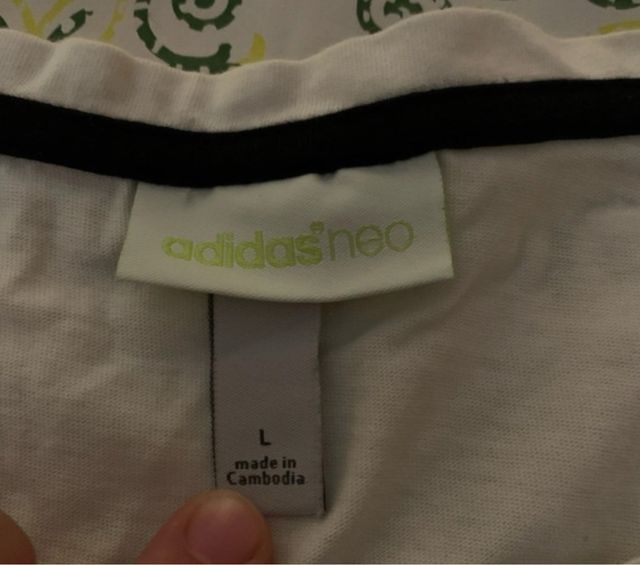 adidas neo
L
made in
Cambodia